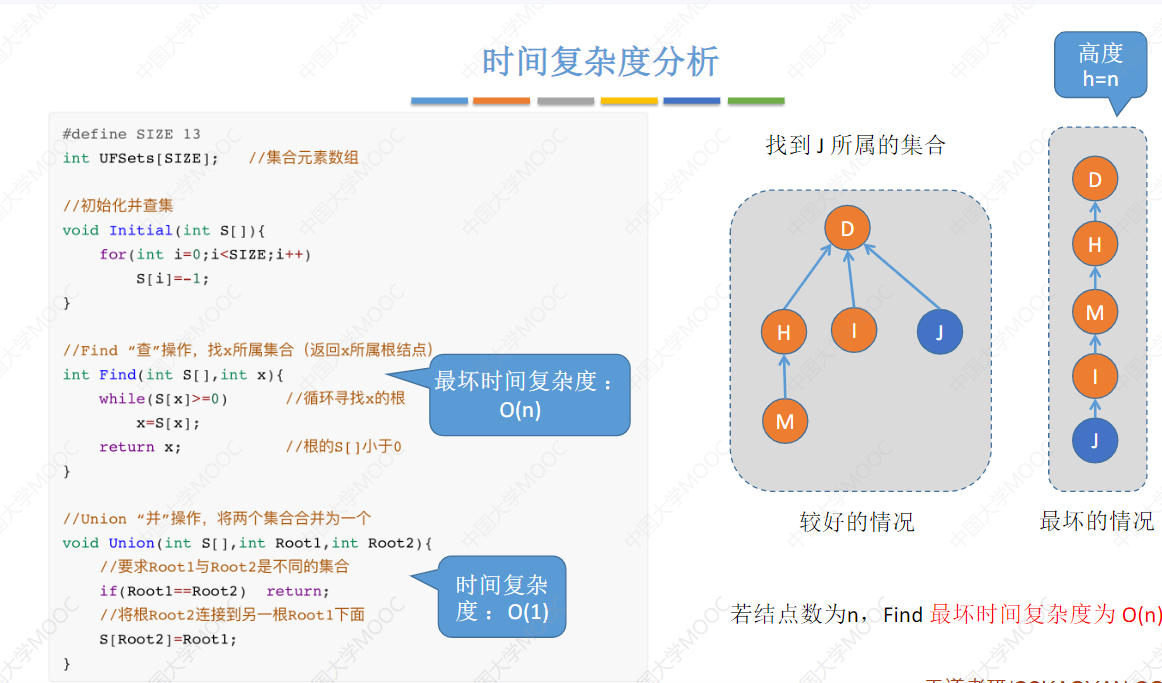 时间复杂度分析
高度
h=n
#define SIZE 13
int UFSets[SIZE];    //集合元素数组
//初始化并查集
void Initial(int S[]){
    for(int i=0;i<SIZE;i++)
        S[i]=-1;
}
//Find “查”操作，找x所属集合（返回x所属根结点）
int Find(int S[],int x){
    while(S[x]>=0)       //循环寻找x的根
        x=S[x];
    return x;            //根的S[]小于0
}
//Union “并”操作，将两个集合合并为一个
void Union(int S[],int Root1,int Root2){
    //要求Root1与Root2是不同的集合
    if(Root1==Root2)  return;
    //将根Root2连接到另一根Root1下面
    S[Root2]=Root1;
}
最坏时间复杂度：
O(n)
时间复杂
度：O(1)
找到 J 所属的集合
D
H
I
J
M
较好的情况
D
H
M
I
J
最坏的情况
若结点数为n，Find 最坏时间复杂度为 O(n)
中国大学MOOC